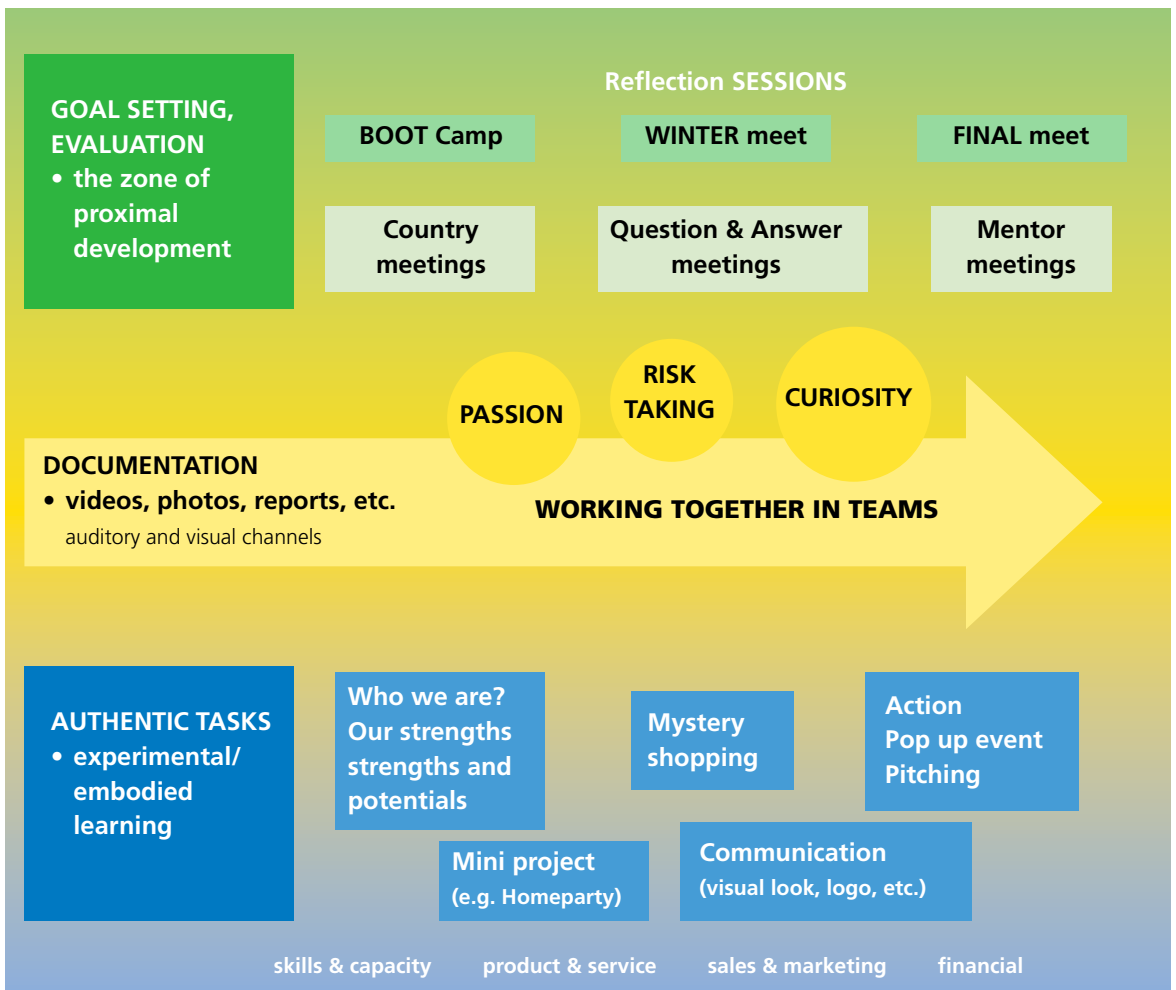 GOAL SETTING,
EVALUATION
• the zone of
proximal
development
Reflection SESSIONS
BOOT Camp
WINTER meet
FINAL meet
Country
meetings
Question & Answer
meetings
Mentor
meetings
PASSION
RISK
TAKING
CURIOSITY
DOCUMENTATION
• videos, photos, reports, etc.
auditory and visual channels
WORKING TOGETHER IN TEAMS
AUTHENTIC TASKS
• experimental/
embodied
learning
Who we are?
Our strengths
strengths and
potentials
Mystery
shopping
Action
Pop up event
Pitching
Mini project
(e.g. Homeparty)
Communication
(visual look, logo, etc.)
skills & capacity
product & service
sales & marketing
financial